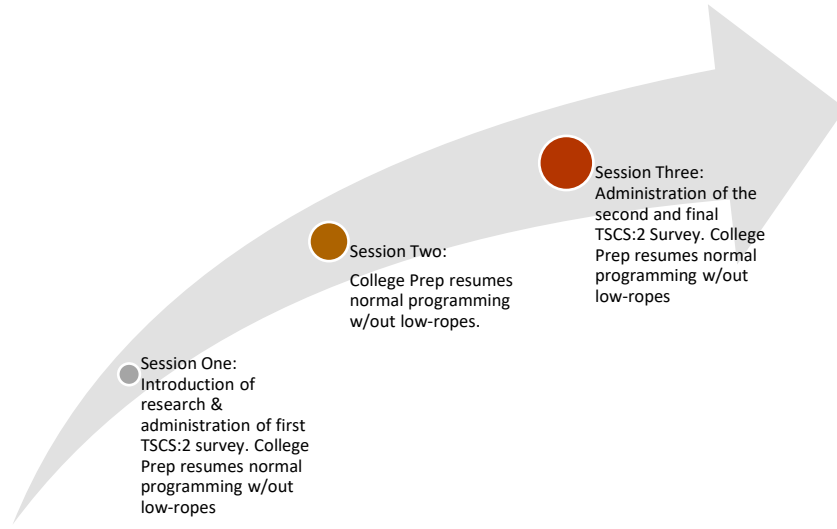 Session One:
Introduction of
research &
administration of first
TSCS:2 survey. College
Prep resumes normal
programming w/out
low-ropes
Session Two:
College Prep resumes
normal programming
w/out low-ropes.
Session Three:
Administration of the
second and final
TSCS:2 Survey. College
Prep resumes normal
programming w/out
low-ropes